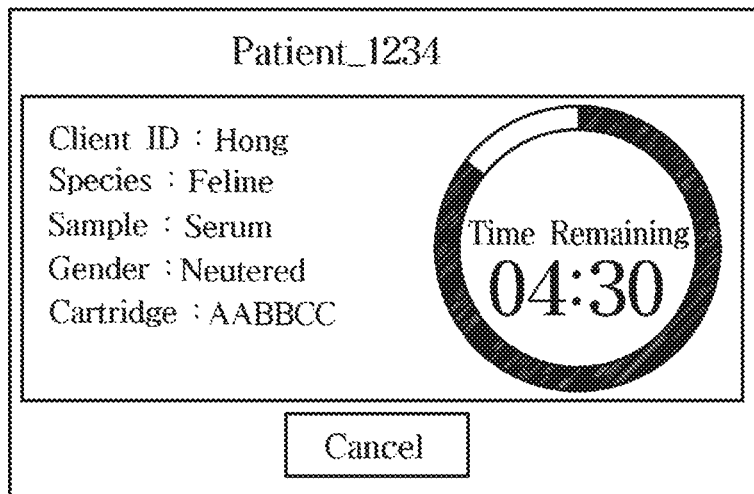 Patient_1234
Client ID : Hong
Species : Feline
Sample : Serum
Gender : Neutered
Cartridge : AABBCC
Time Remaining
04:30
Cancel